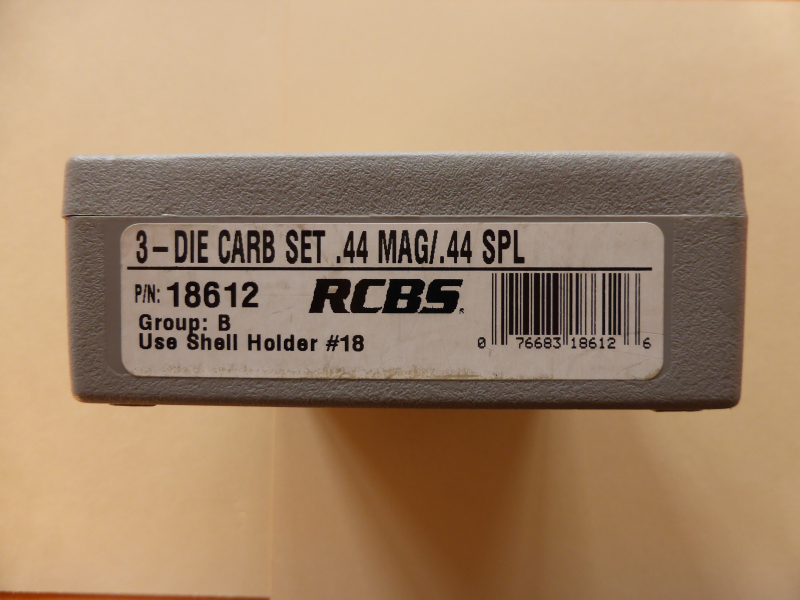 3-DIE CARB SET .44 MAG/.44 SPL
P/N: 18612
RCBS®
Group: B
Use Shell Holder #18
0 76683 18612 6